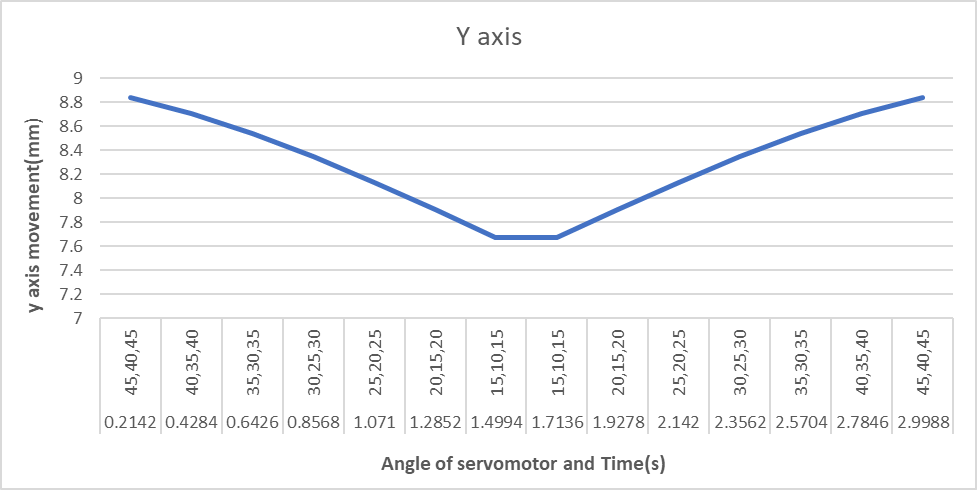 Y axis
y axis movement(mm)
9
8.8
8.6
8.4
8.2
8
7.8
7.6
7.4
7.2
7
45,40,45 40,35,40 35,30,35 30,25,30 25,20,25 20,15,20 15,10,15 15,10,15 20,15,20 25,20,25 30,25,30 35,30,35 40,35,40 45,40,45
0.2142 0.4284 0.6426 0.8568 1.071 1.2852 1.4994 1.7136 1.9278 2.142 2.3562 2.5704 2.7846 2.9988
Angle of servomotor and Time(s)